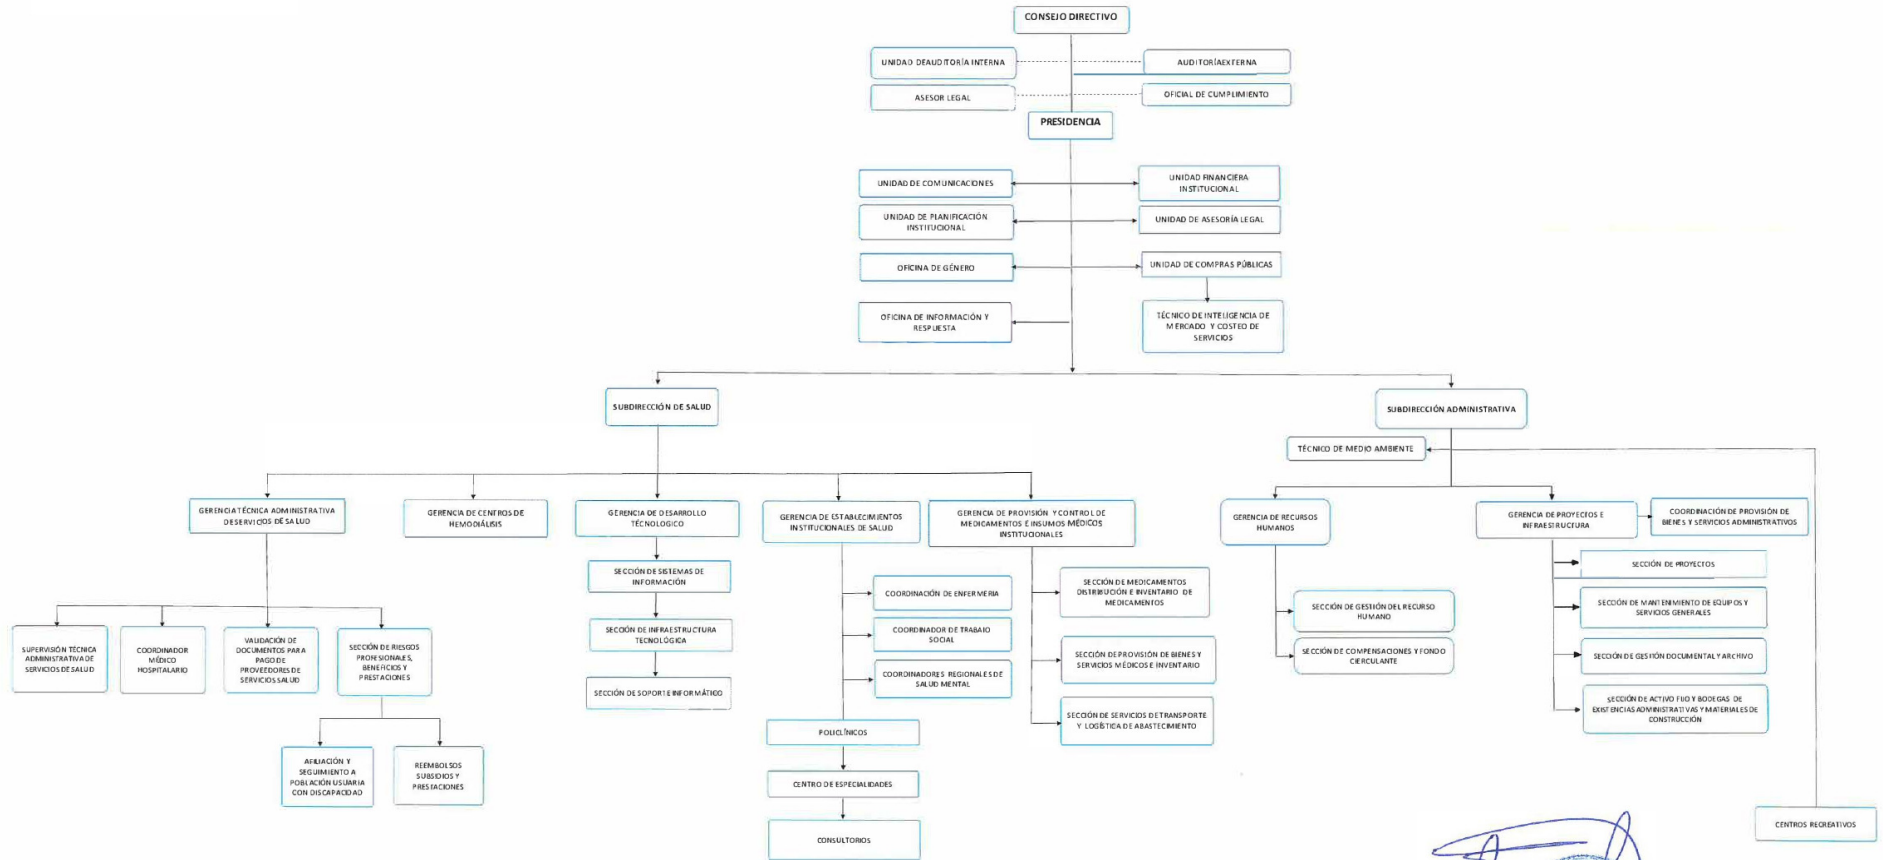 CONSEJO DIRECTIVO
UNIDAD DEAUDITORÍA INTERNA
AUDITORÍAEXTERNA
ASESOR LEGAL
OFICIAL DE CUMPLIMIENTO
PRESIDENCIA
UNIDAD DE COMUNICACIONES
UNIDAD FINANCIERA
INSTITUCIONAL
UNIDAD DE PLANIFICACIÓN
INSTITUCIONAL
UNIDAD DE ASESORÍA LEGAL
OFICINA DE GÉNERO
UNIDAD DE COMPRAS PÚBLICAS
OFICINA DE INFORMACIÓN Y
RESPUESTA
TÉCNICO DE INTELIGENCIA DE
MERCADO Y COSTEO DE
SERVICIOS
SUBDIRECCIÓN DE SALUD
SUBDIRECCIÓN ADMINISTRATIVA
TÉCNICO DE MEDIO AMBIENTE
GERENCIA TÉCNICA ADMINISTRATIVA
DE SERVICIOS DE SALUD
GERENCIA DE CENTROS DE
HEMODIÁLISIS
GERENCIA DE DESARROLLO
TÉCNOLOGICO
GERENCIA DE ESTABLECIMIENTOS
INSTITUCIONALES DE SALUD
GERENCIA DE PROVISIÓN Y CONTROL DE
MEDICAMENTOS E INSUMOS MÉDICOS
INSTITUCIONALES
GERENCIA DE RECURSOS
HUMANOS
GERENCIA DE PROYECTOS E
INFRAESTRUCTURA
COORDINACIÓN DE PROVISIÓN DE
BIENES Y SERVICIOS ADMINISTRATIVOS
SECCIÓN DE SISTEMAS DE
INFORMACIÓN
SECCIÓN DE INFRAESTRUCTURA
TECNOLÓGICA
SECCIÓN DE SOPORTE INFORMÁTICO
COORDINACIÓN DE ENFERMERIA
COORDINADOR DE TRABAJO
SOCIAL
COORDINADORES REGIONALES DE
SALUD MENTAL
SECCIÓN DE MEDICAMENTOS
DISTRIBUCIÓN E INVENTARIO DE
MEDICAMENTOS
SECCIÓN DE PROVISIÓN DE BIENES Y
SERVICIOS MÉDICOS E INVENTARIO
SECCIÓN DE SERVICIOS DE TRANSPORTE
Y LOGÍSTICA DE ABASTECIMIENTO
SECCIÓN DE GESTIÓN DEL RECURSO
HUMANO
SECCIÓN DE COMPENSACIONES Y FONDO
CIERCULANTE
SECCIÓN DE PROYECTOS
SECCIÓN DE MANTENIMIENTO DE EQUIPOS Y
SERVICIOS GENERALES
SECCIÓN DE GESTIÓN DOCUMENTAL Y ARCHIVO
SECCIÓN DE ACTIVO FIJO Y BODEGAS DE
EXISTENCIAS ADMINISTRATIVAS Y MATERIALES DE
CONSTRUCCIÓN
SUPERVISIÓN TÉCNICA
ADMINISTRATIVA DE
SERVICIOS DE SALUD
COORDINADOR
MÉDICO
HOSPITALARIO
VALIDACIÓN DE
DOCUMENTOS PARA
PAGO DE
PROVEEDORES DE
SERVICIOS SALUD
SECCIÓN DE RIESGOS
PROFESIONALES,
BENEFICIOS Y
PRESTACIONES
AFILIACIÓN Y
SEGUIMIENTO A
POBLACIÓN USUARIA
CON DISCAPACIDAD
REEMBOLSOS
SUBSIDIOS Y
PRESTACIONES
POLICLÍNICOS
CENTRO DE ESPECIALIDADES
CONSULTORIOS
CENTROS RECREATIVOS